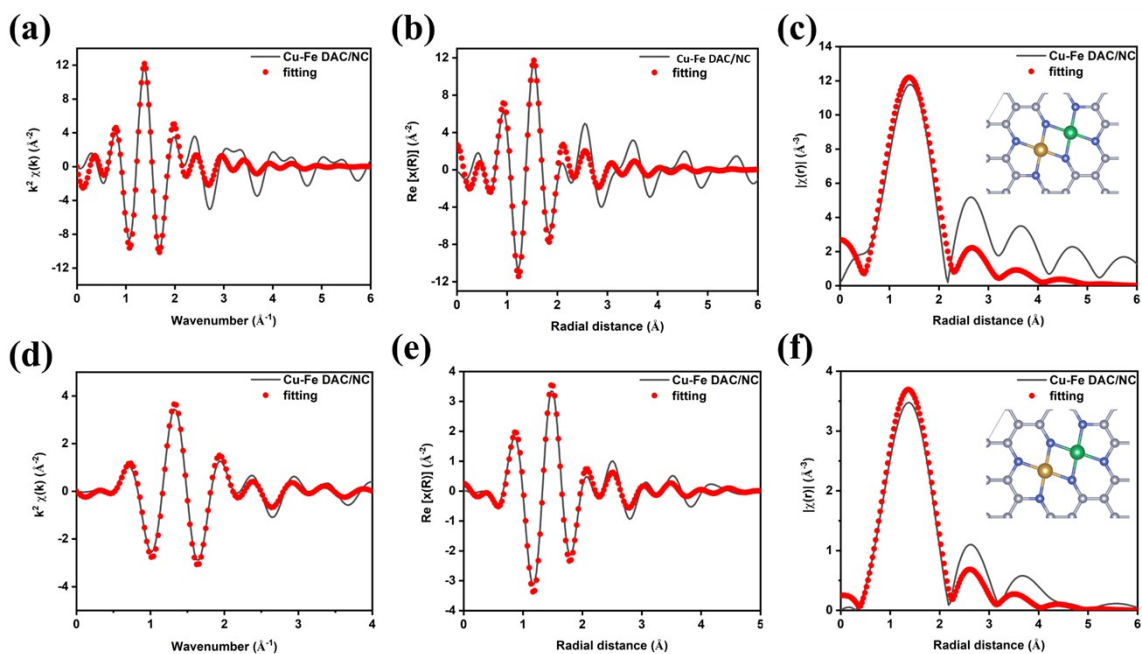 (a)
Cu-Fe DAC/NC
fitting
12
8
4
0
-4
-8
-12
0 1 2 3 4 5 6
k² χ(k) (Å⁻²)
Wavenumber (Å⁻¹)
(b)
Cu-Fe DAC/NC
fitting
12
8
4
0
-4
-8
-12
0 1 2 3 4 5 6
Re [x(R)] (Å⁻²)
Radial distance (Å)
(c)
Cu-Fe DAC/NC
fitting
14
12
10
8
6
4
2
0
0 1 2 3 4 5 6
|χ(r)| (Å⁻³)
Radial distance (Å)
(d)
Cu-Fe DAC/NC
fitting
4
2
0
-2
-4
0 1 2 3 4
k² χ(k) (Å⁻²)
Wavenumber (Å⁻¹)
(e)
Cu-Fe DAC/NC
fitting
4
3
2
1
0
-1
-2
-3
-4
0 1 2 3 4 5
Re [x(R)] (Å⁻²)
Radial distance (Å)
(f)
Cu-Fe DAC/NC
fitting
4
3
2
1
0
0 1 2 3 4 5 6
|χ(r)| (Å⁻³)
Radial distance (Å)